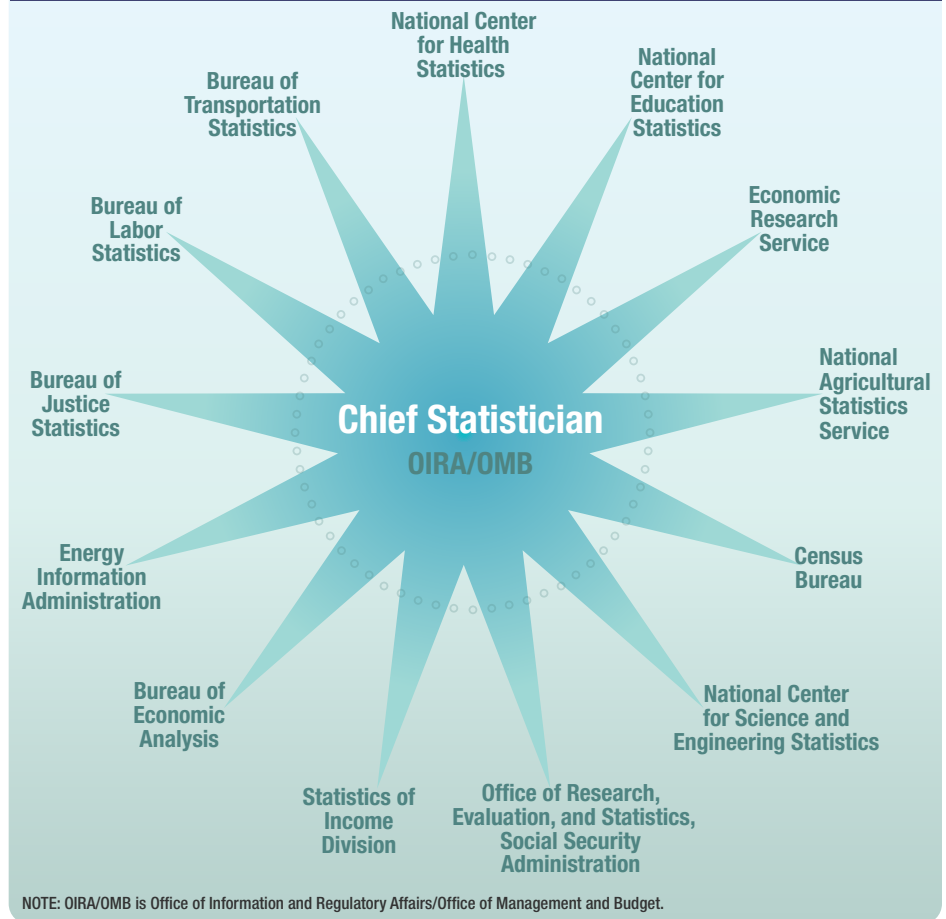 National Center
for Health
Statistics
National
Center for
Education
Statistics
Economic
Research
Service
National
Agricultural
Statistics
Service
Census
Bureau
National Center
for Science and
Engineering Statistics
Office of Research,
Evaluation, and Statistics,
Social Security
Administration
Statistics of
Income
Division
Bureau of
Economic
Analysis
Energy
Information
Administration
Bureau of
Justice
Statistics
Bureau of
Labor
Statistics
Bureau of
Transportation
Statistics
Chief Statistician
OIRA/OMB
NOTE: OIRA/OMB is Office of Information and Regulatory Affairs/Office of Management and Budget.